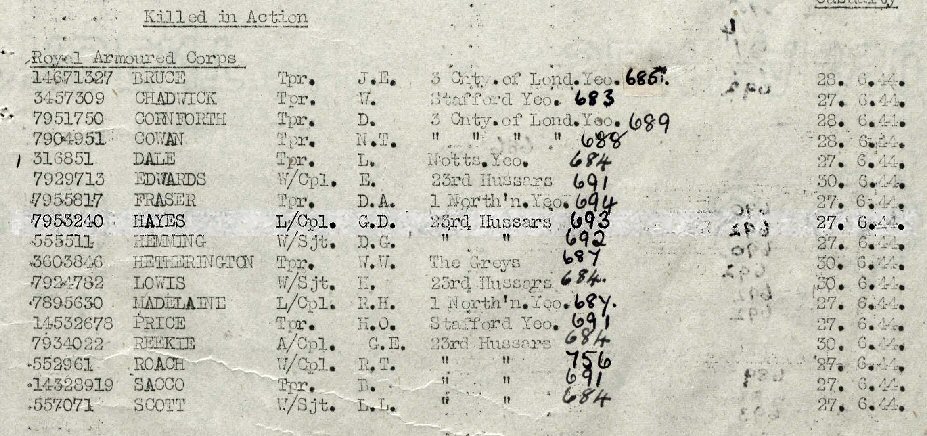 Killed in Action
Casualty
Royal Armoured Corps
14671327 BRUCE Tpr. J.E. 3 Cnty.of Lond.Yeo. 686. 28. 6.44.
3457309 CHADWICK Tpr. W. Stafford Yeo. 683 27. 6.44.
7951750 CORNFORTH Tpr. D. 3 Cnty.of Lond.Yeo. 689 28. 6.44.
7904951 COWAN Tpr. N.T. " " " " 688 28. 6.44.
316851 DALE Tpr. L. Notts.Yeo. 684 27. 6.44.
7929713 EDWARDS W/Cpl. E. 23rd Hussars 691 30. 6.44.
7955817 FRASER Tpr. D.A. 1 North'n.Yeo. 694 27. 6.44.
7953240 HAYES L/Cpl. G.D. 23rd Hussars 693 27. 6.44.
555511 HEMMING W/Sjt. D.G. " " 692 27. 6.44.
3603846 HETHERINGTON Tpr. W.W. The Greys 687 30. 6.44.
7924782 LOWIS W/Sjt. 23rd Hussars 684. 30. 6.44.
7895630 MADELAINE L/Cpl. R.H. 1 North'n.Yeo. 687. 27. 6.44.
14532678 PRICE Tpr. H.O. Stafford Yeo. 691 27. 6.44.
7934022 REEKIE A/Cpl. G.E. 23rd Hussars 684 30. 6.44.
552961 ROACH W/Cpl. R.T. " " 756 27. 6.44.
14328919 SACCO Tpr. D. " " 691 27. 6.44.
557071 SCOTT W/Sjt. L.L. " " 684 27. 6.44.